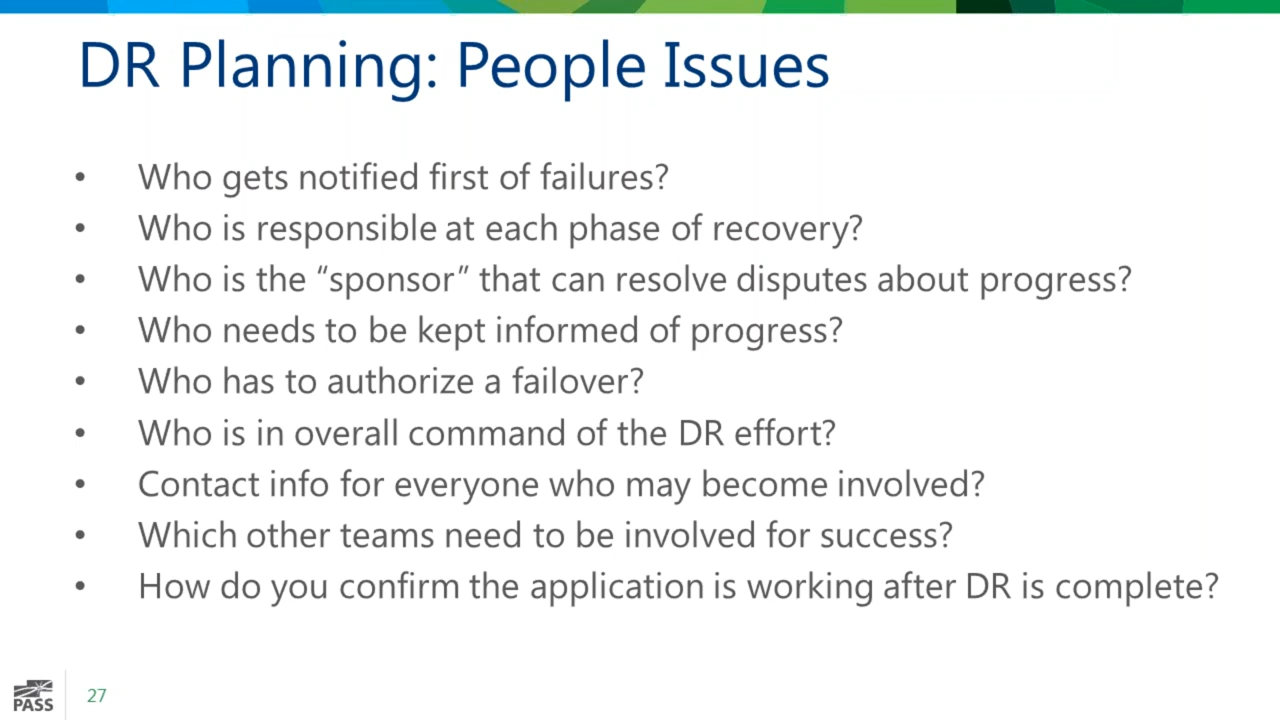 DR Planning: People Issues
• Who gets notified first of failures?
• Who is responsible at each phase of recovery?
• Who is the “sponsor” that can resolve disputes about progress?
• Who needs to be kept informed of progress?
• Who has to authorize a failover?
• Who is in overall command of the DR effort?
• Contact info for everyone who may become involved?
• Which other teams need to be involved for success?
• How do you confirm the application is working after DR is complete?
PASS
27